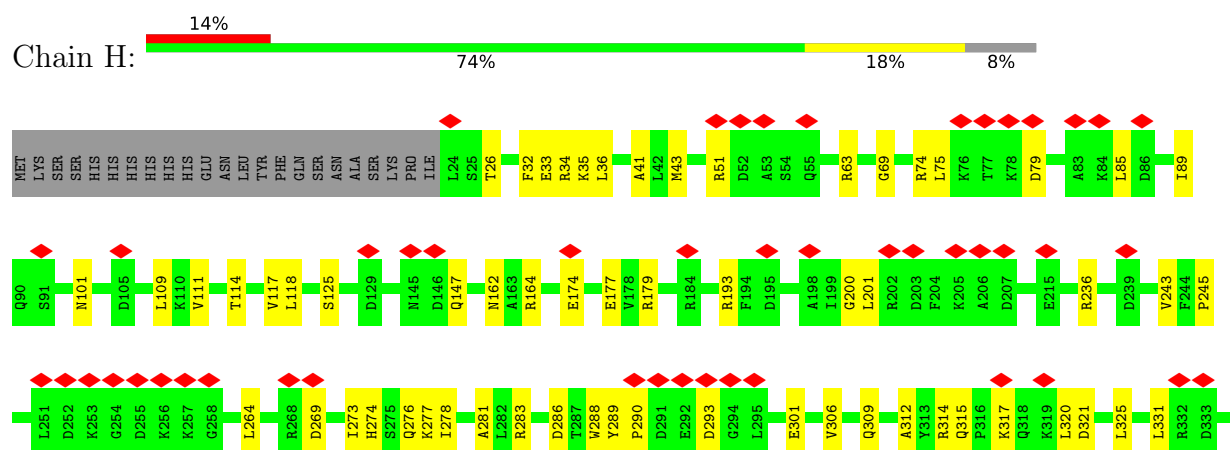 14%
Chain H:
74% 18% 8%
MET LYS SER SER HIS HIS HIS HIS HIS HIS GLU ASN LEU TYR PHE GLN SER ASN ALA SER LYS PRO ILE L24 S25 T26 F32 E33 R34 K35 L36 A41 L42 M43 R51 D52 A53 S54 Q55 R63 G69 R74 L75 K76 T77 K78 D79 A83 K84 L85 D86 I89
Q90 S91 N101 D105 L109 K110 V111 T114 V117 L118 S125 D129 N145 D146 Q147 N162 A163 R164 E174 E177 V178 R179 R184 R193 F194 D195 A198 I199 G200 L201 R202 D203 F204 K205 A206 D207 E215 R236 D239 V243 F244 P245
L251 D252 K253 G254 D255 K256 K257 G258 L264 R268 D269 I273 H274 S275 Q276 K277 I278 A281 L282 R283 D286 T287 W288 Y289 P290 D291 E292 D293 G294 L295 E301 V306 Q309 A312 Y313 R314 Q315 P316 K317 Q318 K319 L320 D321 L325 L331 R332 D333